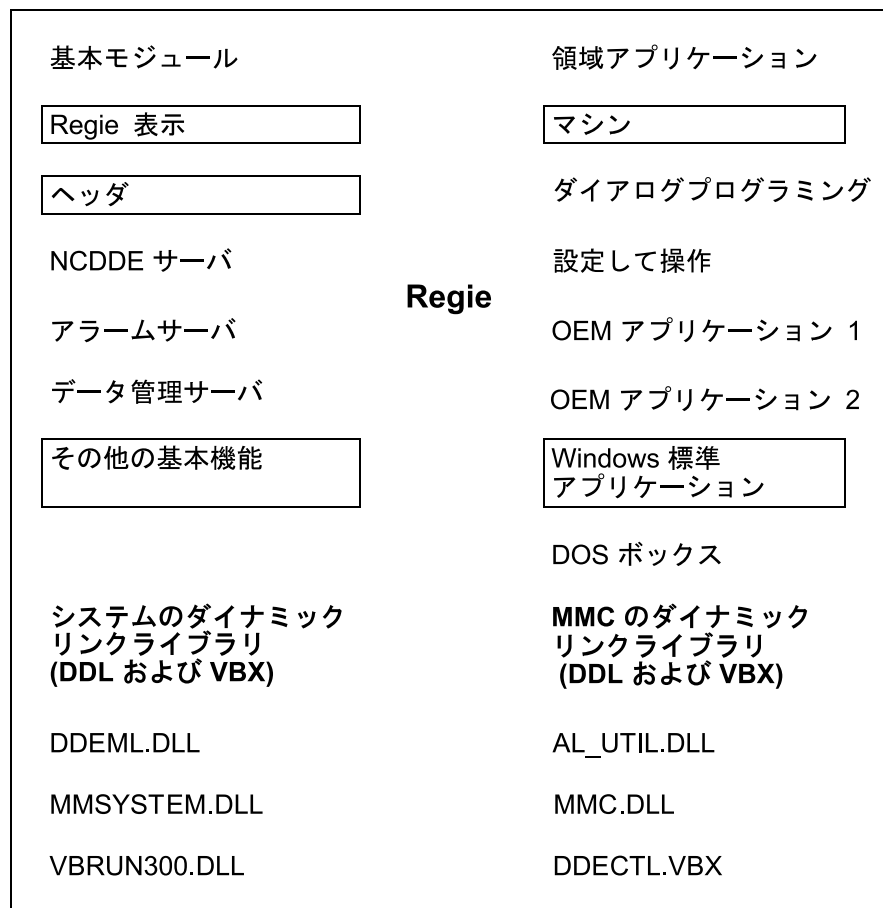 基本モジュール
Regie 表示
ヘッダ
NCDDE サーバ
アラームサーバ
データ管理サーバ
その他の基本機能
Regie
領域アプリケーション
マシン
ダイアログプログラミング
設定して操作
OEM アプリケーション 1
OEM アプリケーション 2
Windows 標準
アプリケーション
DOS ボックス
システムのダイナミック
リンクライブラリ
(DDL および VBX)
DDEML.DLL
MMSYSTEM.DLL
VBRUN300.DLL
MMC のダイナミック
リンクライブラリ
(DDL および VBX)
AL_UTIL.DLL
MMC.DLL
DDECTL.VBX